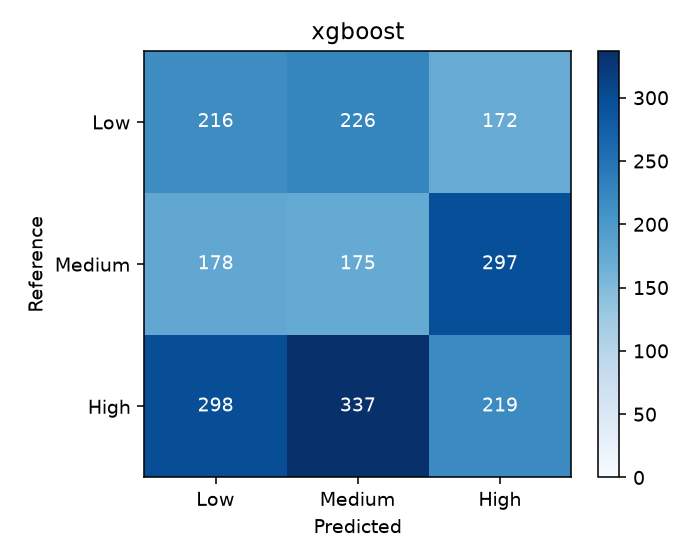 xgboost
Low 216 226 172
Medium 178 175 297
High 298 337 219
Low Medium High
Predicted
Reference
300
250
200
150
100
50
0